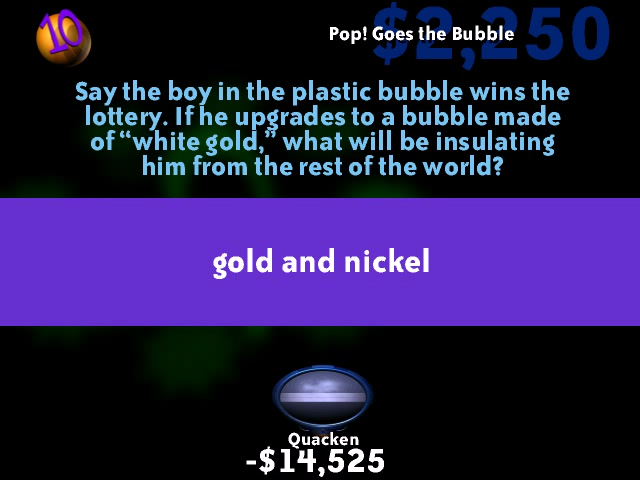 10
$2,250
Pop! Goes the Bubble
Say the boy in the plastic bubble wins the
lottery. If he upgrades to a bubble made
of “white gold,” what will be insulating
him from the rest of the world?
gold and nickel
Quacken
-$14,525